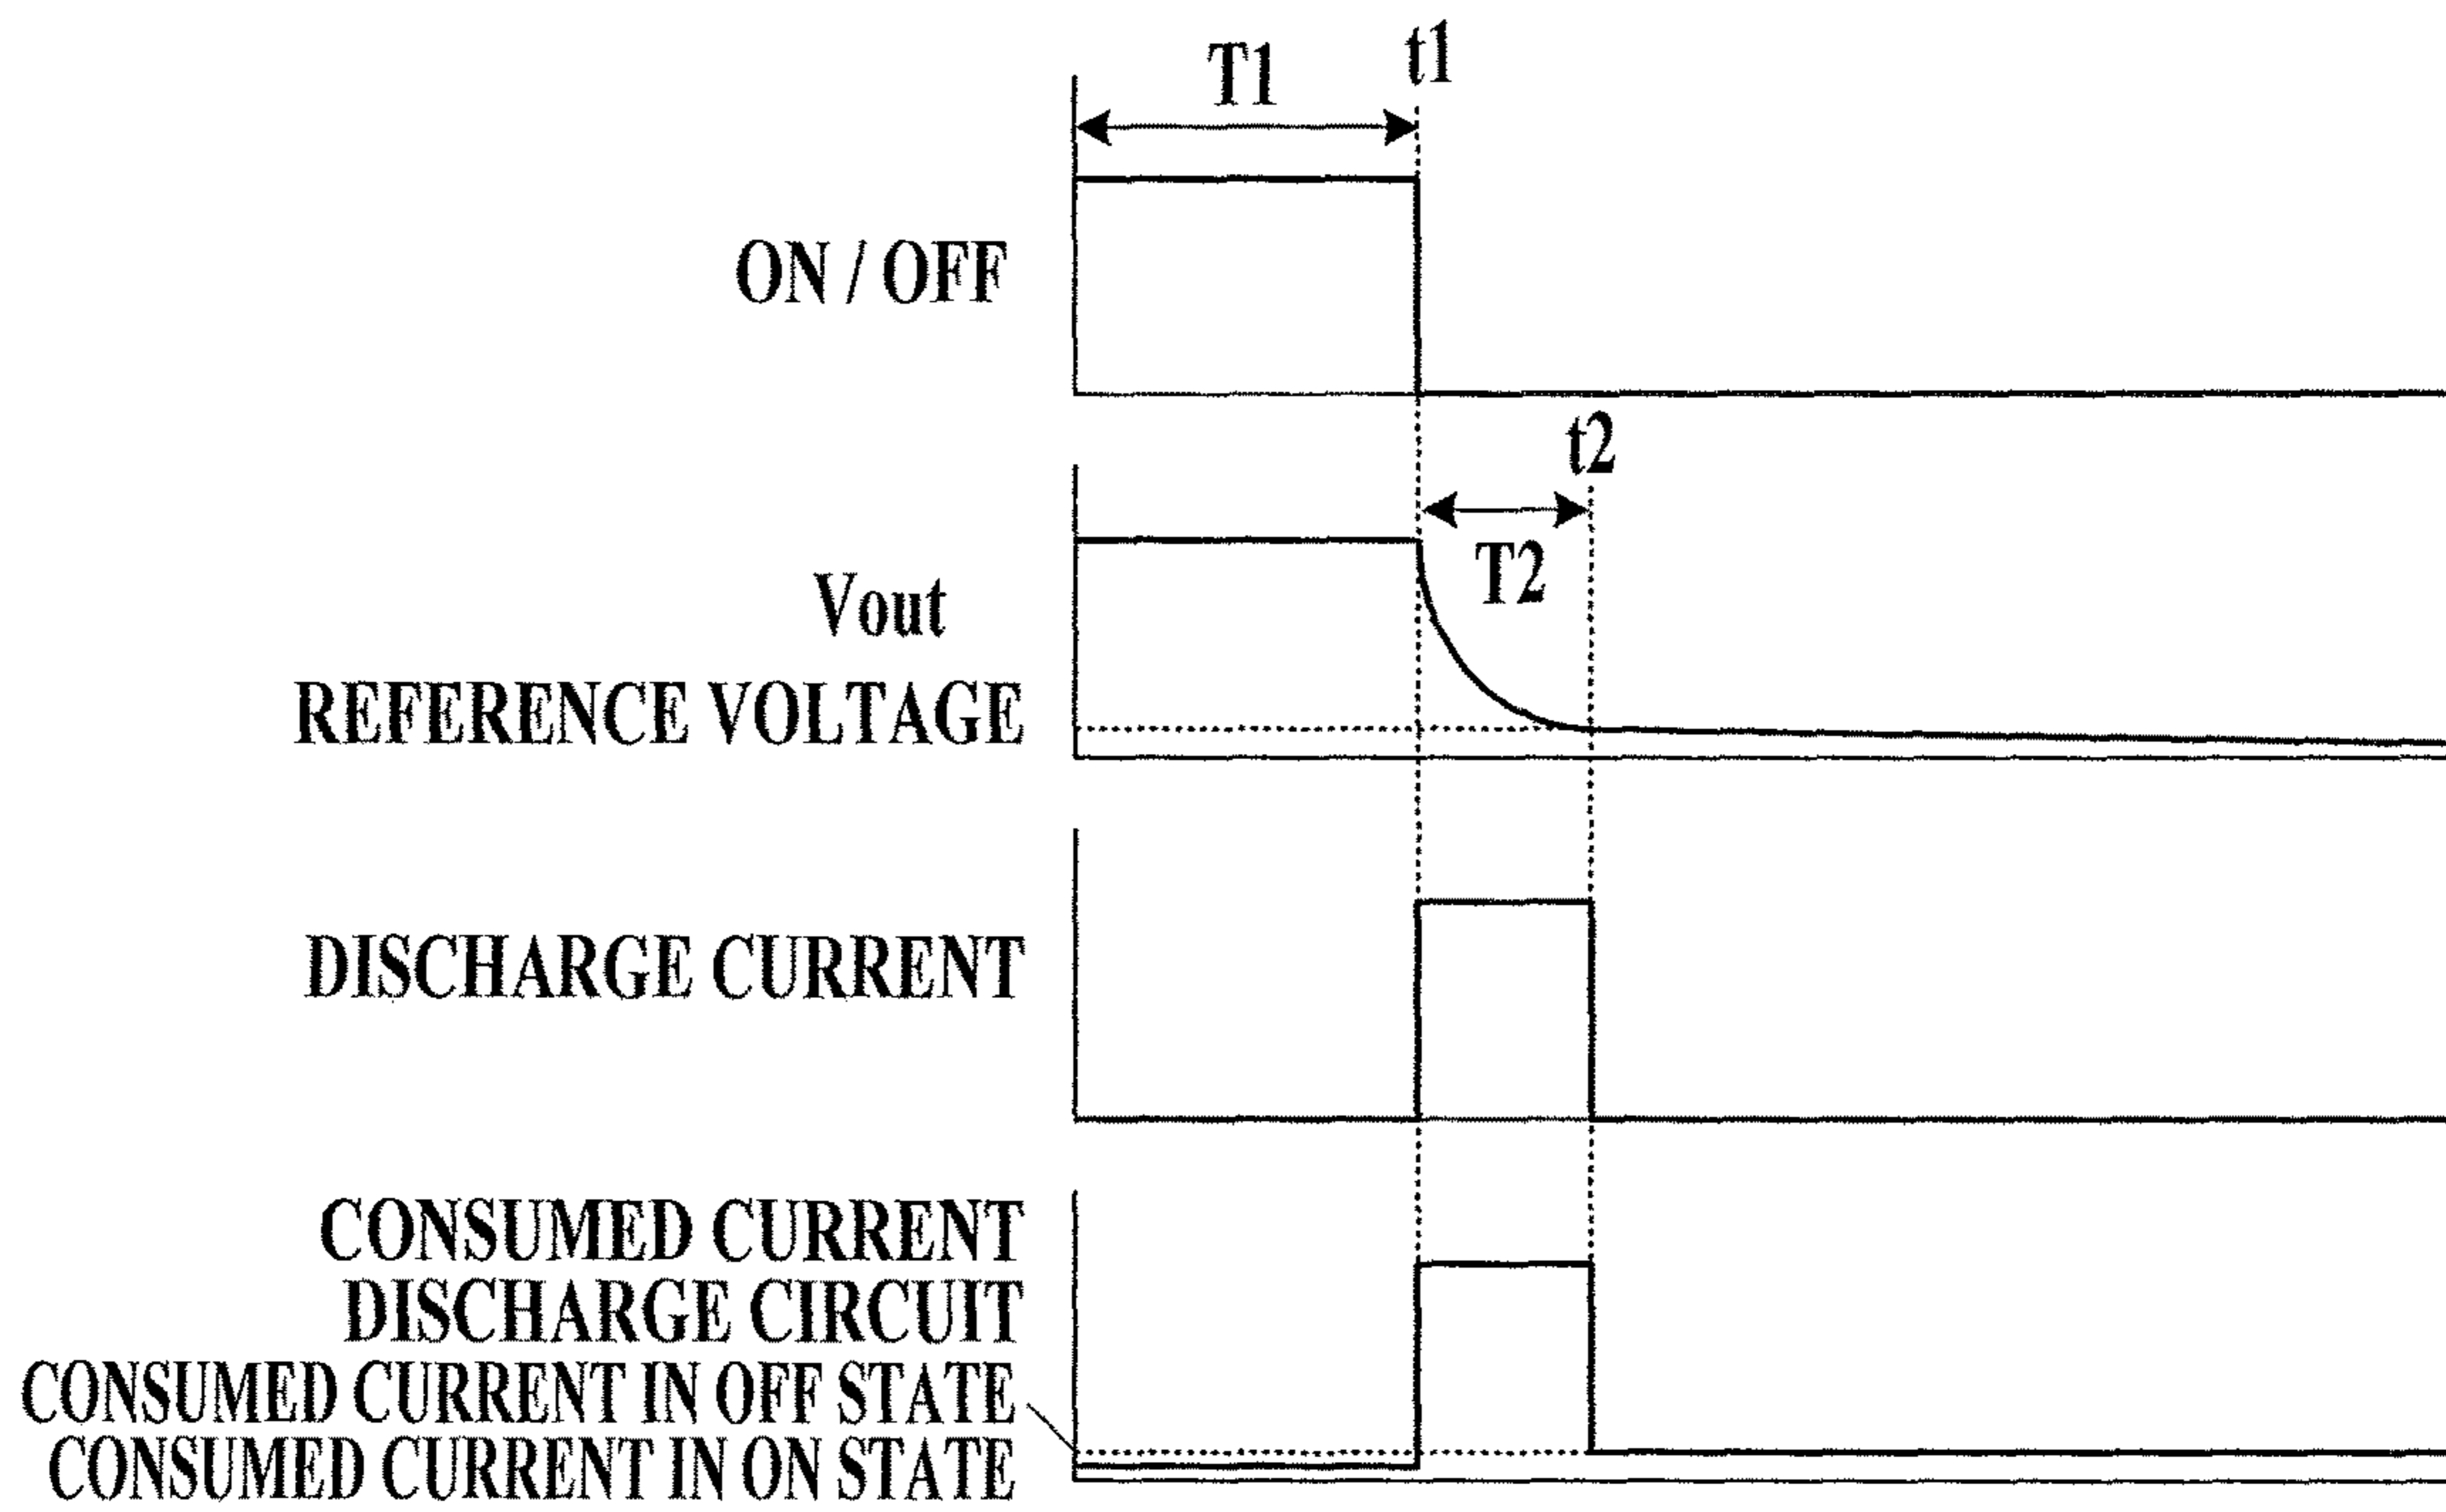 T1
t1
ON / OFF
t2
T2
Vout
REFERENCE VOLTAGE
DISCHARGE CURRENT
CONSUMED CURRENT
DISCHARGE CIRCUIT
CONSUMED CURRENT IN OFF STATE
CONSUMED CURRENT IN ON STATE